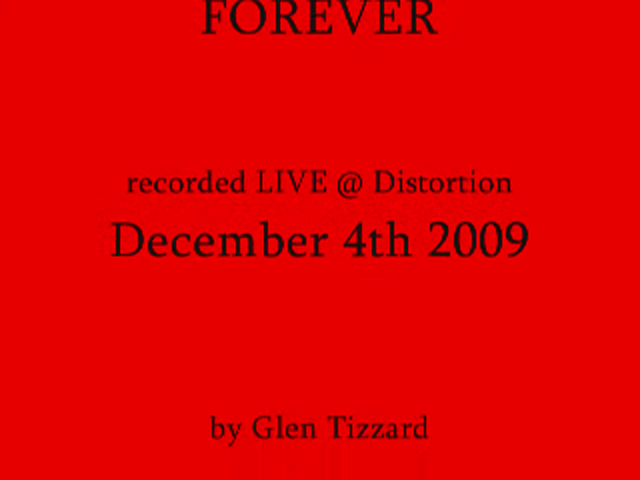 FOREVER
recorded LIVE @ Distortion
December 4th 2009
by Glen Tizzard